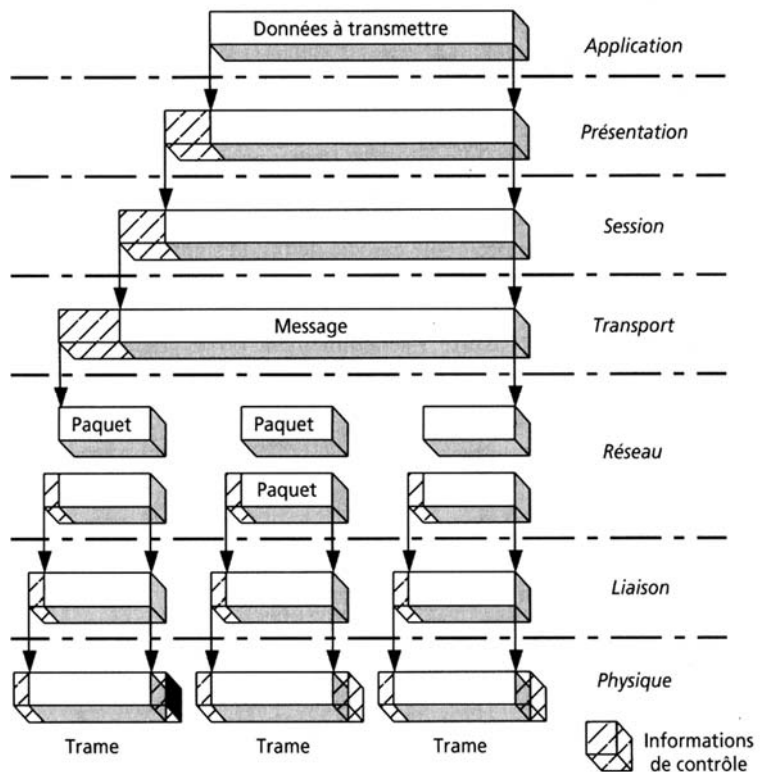 Données à transmettre
Application
Présentation
Session
Message
Transport
Paquet
Paquet
Réseau
Paquet
Liaison
Physique
Trame
Trame
Trame
Informations
de contrôle